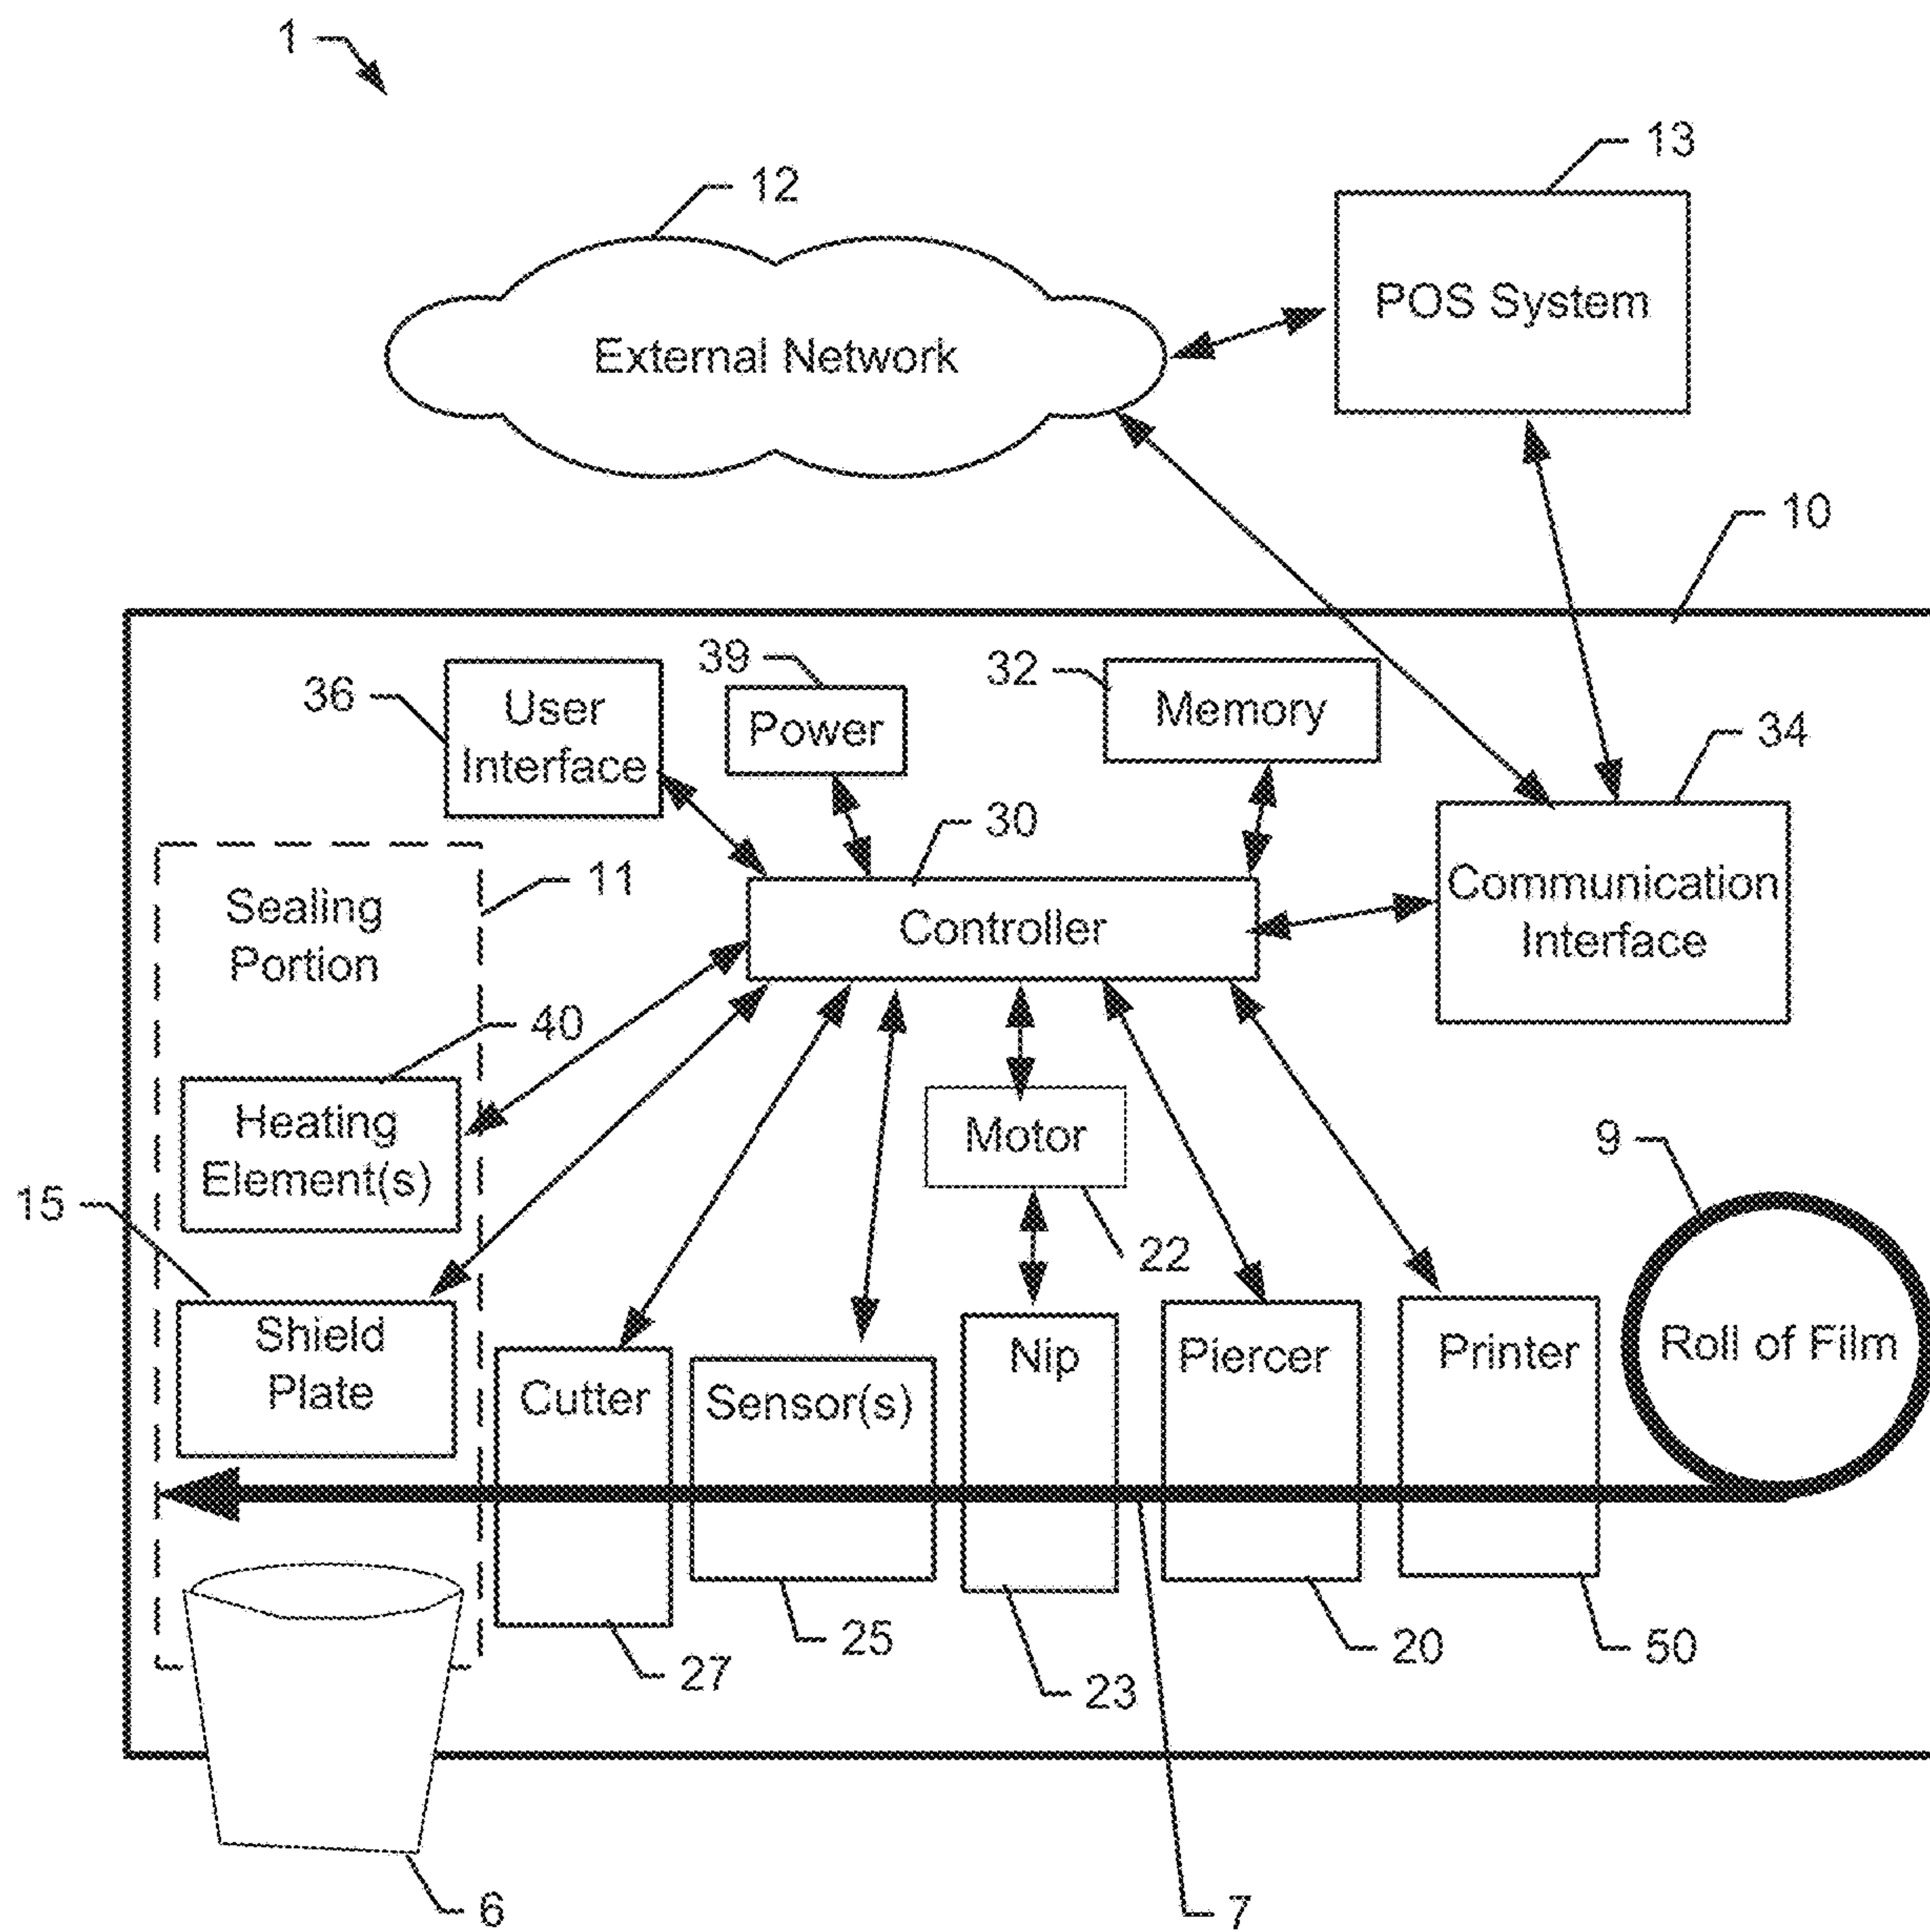 1
13
12
POS System
External Network
10
39
32
36
User
Interface
Power
Memory
34
30
11
Sealing
Portion
Controller
Communication
Interface
40
Heating
Element(s)
Motor
9
15
22
Shield
Plate
Nip
Piercer
Printer
Roll of Film
Cutter
Sensor(s)
25
20
50
27
23
6
7